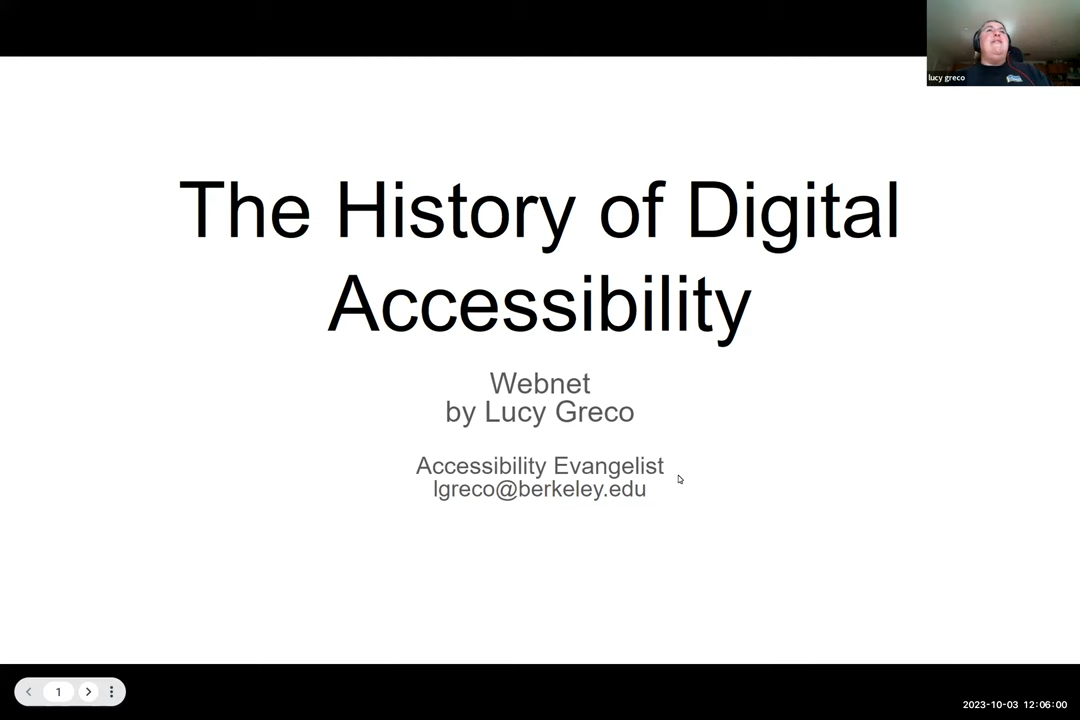 lucy greco
The History of Digital
Accessibility
Webnet
by Lucy Greco
Accessibility Evangelist
lgreco@berkeley.edu
1
2023-10-03 12:06:00